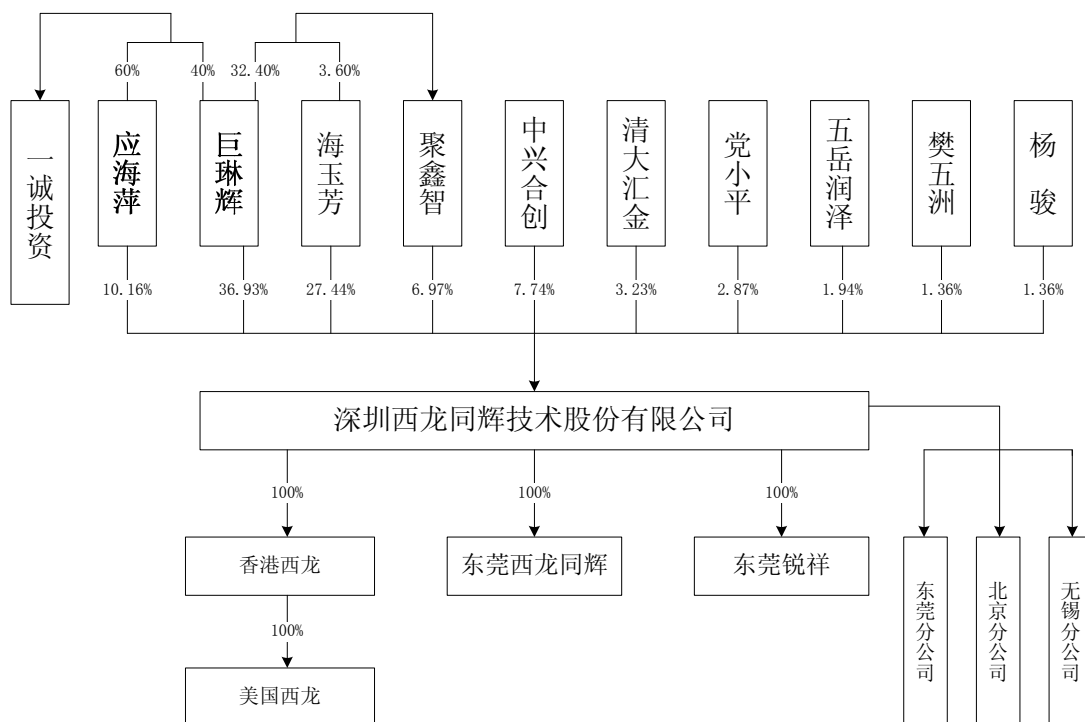 60%
40%
32.40%
3.60%
一诚投资
应海萍
巨琳辉
海玉芳
聚鑫智
中兴合创
清大汇金
党小平
五岳润泽
樊五洲
杨骏
10.16%
36.93%
27.44%
6.97%
7.74%
3.23%
2.87%
1.94%
1.36%
1.36%
深圳西龙同辉技术股份有限公司
100%
100%
100%
香港西龙
东莞西龙同辉
东莞锐祥
东莞分公司
北京分公司
无锡分公司
100%
美国西龙